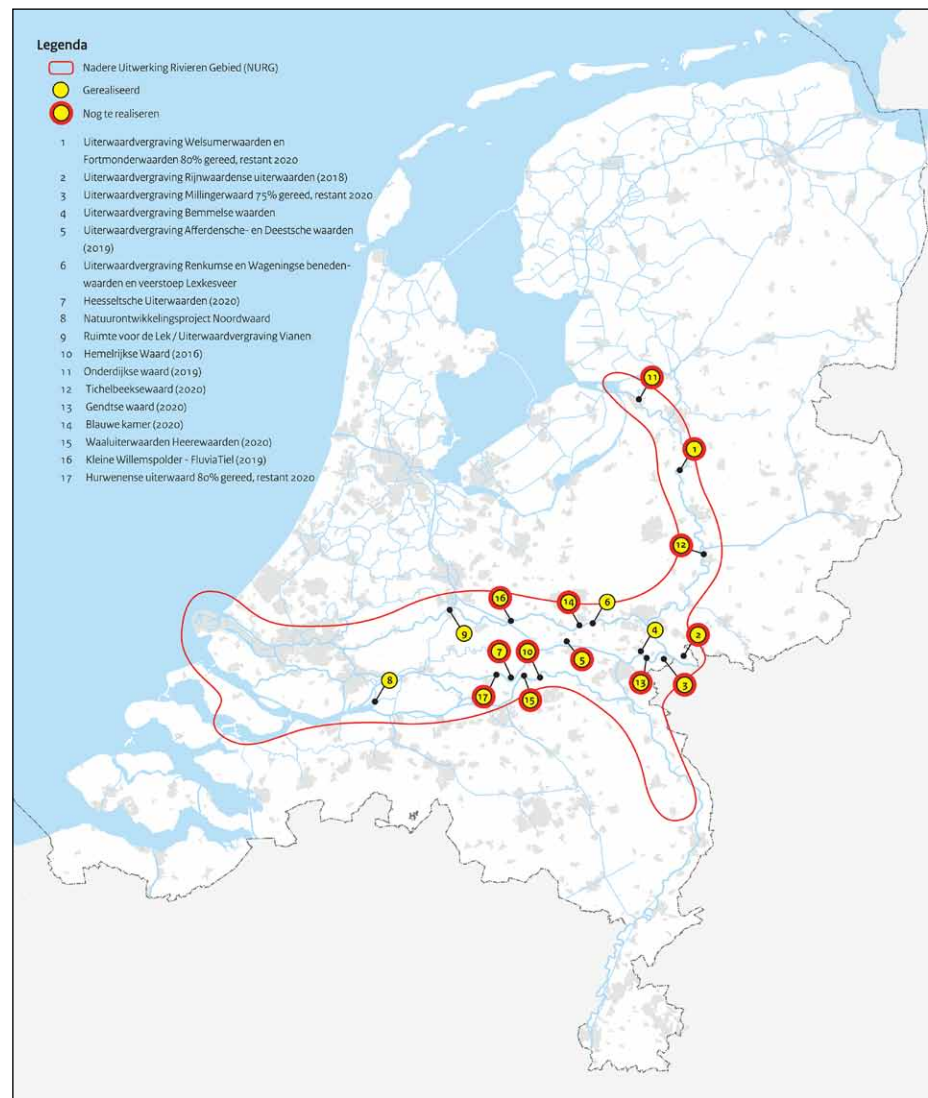 Legenda
Nadere Uitwerking Rivieren Gebied (NURG)
Gerealiseerd
Nog te realiseren
1 Uiterwaardvergraving Welsumerwaarden en
Fortmonderwaarden 80% gereed, restant 2020
2 Uiterwaardvergraving Rijnwaardense uiterwaarden (2018)
3 Uiterwaardvergraving Millingerwaard 75% gereed, restant 2020
4 Uiterwaardvergraving Bemmelse waarden
5 Uiterwaardvergraving Afferdensche- en Deestsche waarden
(2019)
6 Uiterwaardvergraving Renkumse en Wageningse beneden-
waarden en veerstoep Lexkesveer
7 Heesseltsche Uiterwaarden (2020)
8 Natuurontwikkelingsproject Noordwaard
9 Ruimte voor de Lek / Uiterwaardvergraving Vianen
10 Hemelrijkse Waard (2016)
11 Onderdijkse waard (2019)
12 Tichelbeeksewaard (2020)
13 Gendtse waard (2020)
14 Blauwe kamer (2020)
15 Waaluiterwaarden Heerewaarden (2020)
16 Kleine Willemspolder - FluviaTiel (2019)
17 Hurwenense uiterwaard 80% gereed, restant 2020
11
1
12
16
14
6
9
4
2
7
10
5
8
17
15
13
3